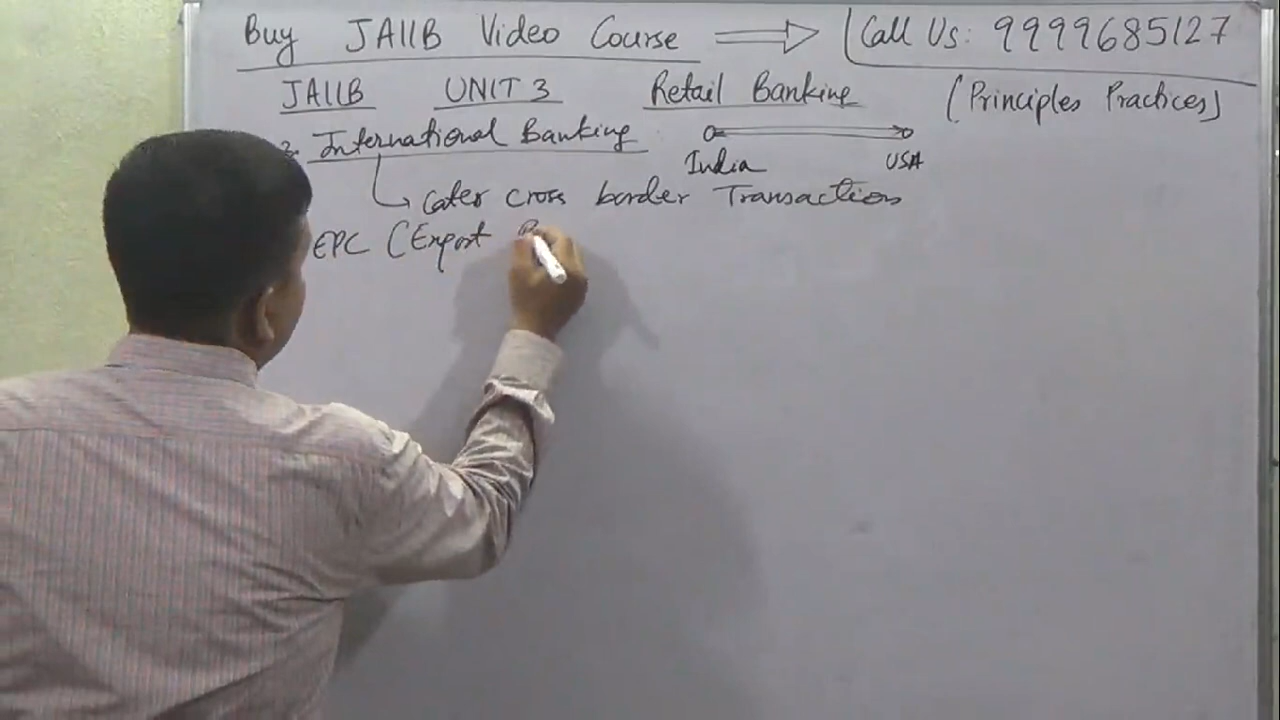 Buy JAIIB Video Course ⇒ Call Us: 9999685127
JAIIB UNIT 3 Retail Banking (Principles Practices)
2. International Banking
India USA
Cater cross border Transactions
EPC (Export